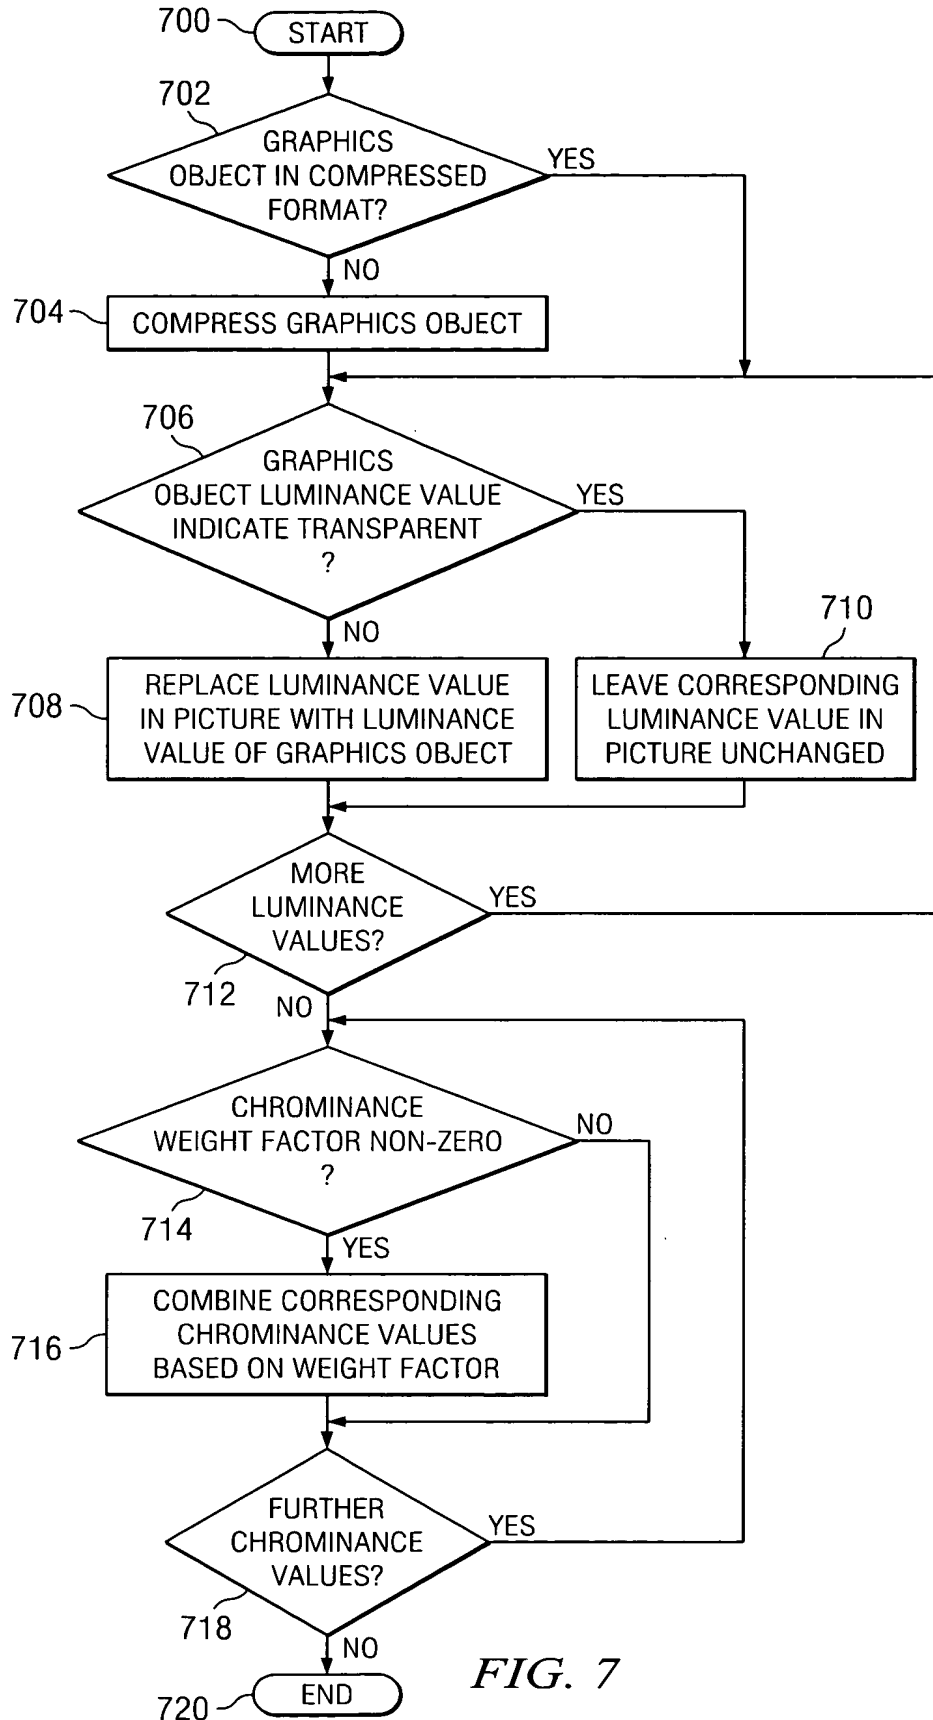 700
START
702
GRAPHICS
OBJECT IN COMPRESSED
FORMAT?
YES
NO
704
COMPRESS GRAPHICS OBJECT
706
GRAPHICS
OBJECT LUMINANCE VALUE
INDICATE TRANSPARENT
?
YES
NO
708
REPLACE LUMINANCE VALUE
IN PICTURE WITH LUMINANCE
VALUE OF GRAPHICS OBJECT
710
LEAVE CORRESPONDING
LUMINANCE VALUE IN
PICTURE UNCHANGED
MORE
LUMINANCE
VALUES?
YES
712
NO
CHROMINANCE
WEIGHT FACTOR NON-ZERO
?
NO
714
YES
716
COMBINE CORRESPONDING
CHROMINANCE VALUES
BASED ON WEIGHT FACTOR
FURTHER
CHROMINANCE
VALUES?
YES
718
NO
720
END
FIG. 7